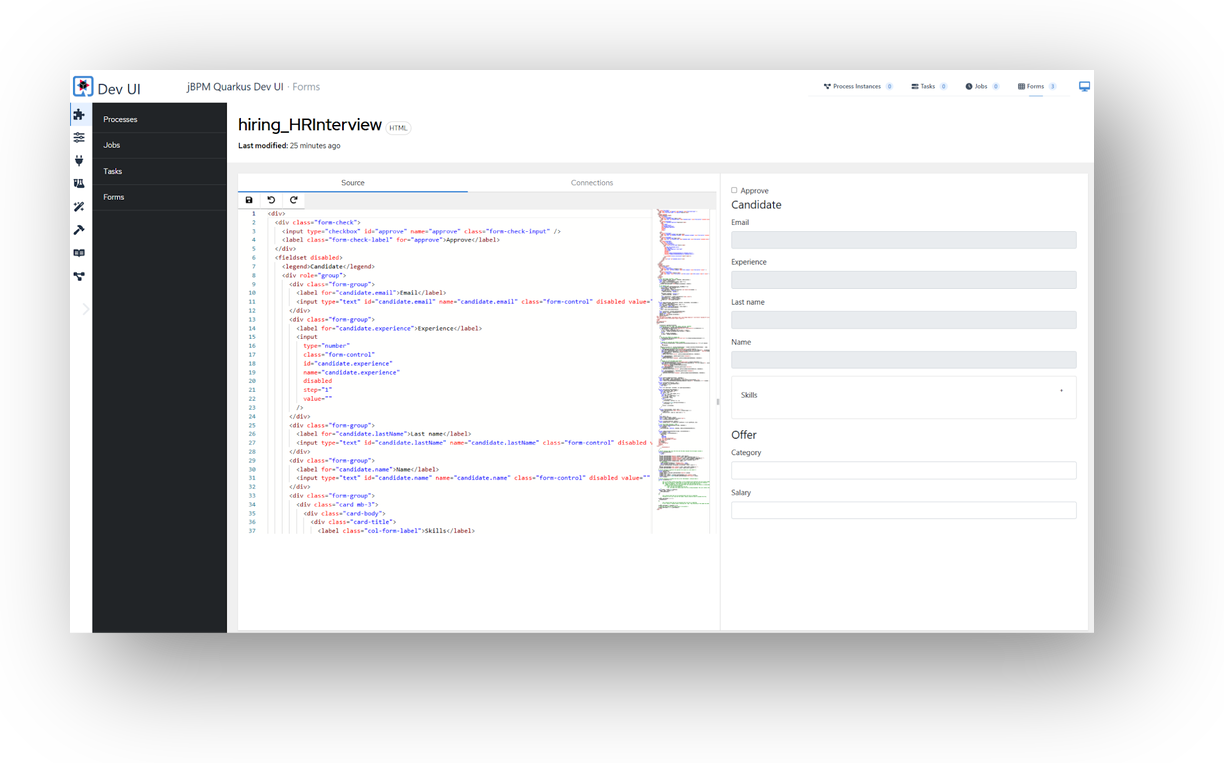 Dev UI
jBPM Quarkus Dev UI · Forms
Process Instances 0
Tasks 0
Jobs 0
Forms 3
Processes
Jobs
Tasks
Forms
hiring_HRInterview HTML
Last modified: 25 minutes ago
Source
Connections
1 <div>
2 <div class="form-check">
3 <input type="checkbox" id="approve" name="approve" class="form-check-input" />
4 <label class="form-check-label" for="approve">Approve</label>
5 </div>
6 <fieldset disabled>
7 <legend>Candidate</legend>
8 <div role="group">
9 <div class="form-group">
10 <label for="candidate.email">Email</label>
11 <input type="text" id="candidate.email" name="candidate.email" class="form-control" disabled value="
12 </div>
13 <div class="form-group">
14 <label for="candidate.experience">Experience</label>
15 <input
16 type="number"
17 class="form-control"
18 id="candidate.experience"
19 name="candidate.experience"
20 disabled
21 step="1"
22 value=""
23 />
24 </div>
25 <div class="form-group">
26 <label for="candidate.lastName">Last name</label>
27 <input type="text" id="candidate.lastName" name="candidate.lastName" class="form-control" disabled v
28 </div>
29 <div class="form-group">
30 <label for="candidate.name">Name</label>
31 <input type="text" id="candidate.name" name="candidate.name" class="form-control" disabled value=""
32 </div>
33 <div class="form-group">
34 <div class="card mb-3">
35 <div class="card-body">
36 <div class="card-title">
37 <label class="col-form-label">Skills</label>
Approve
Candidate
Email
Experience
Last name
Name
Skills
Offer
Category
Salary